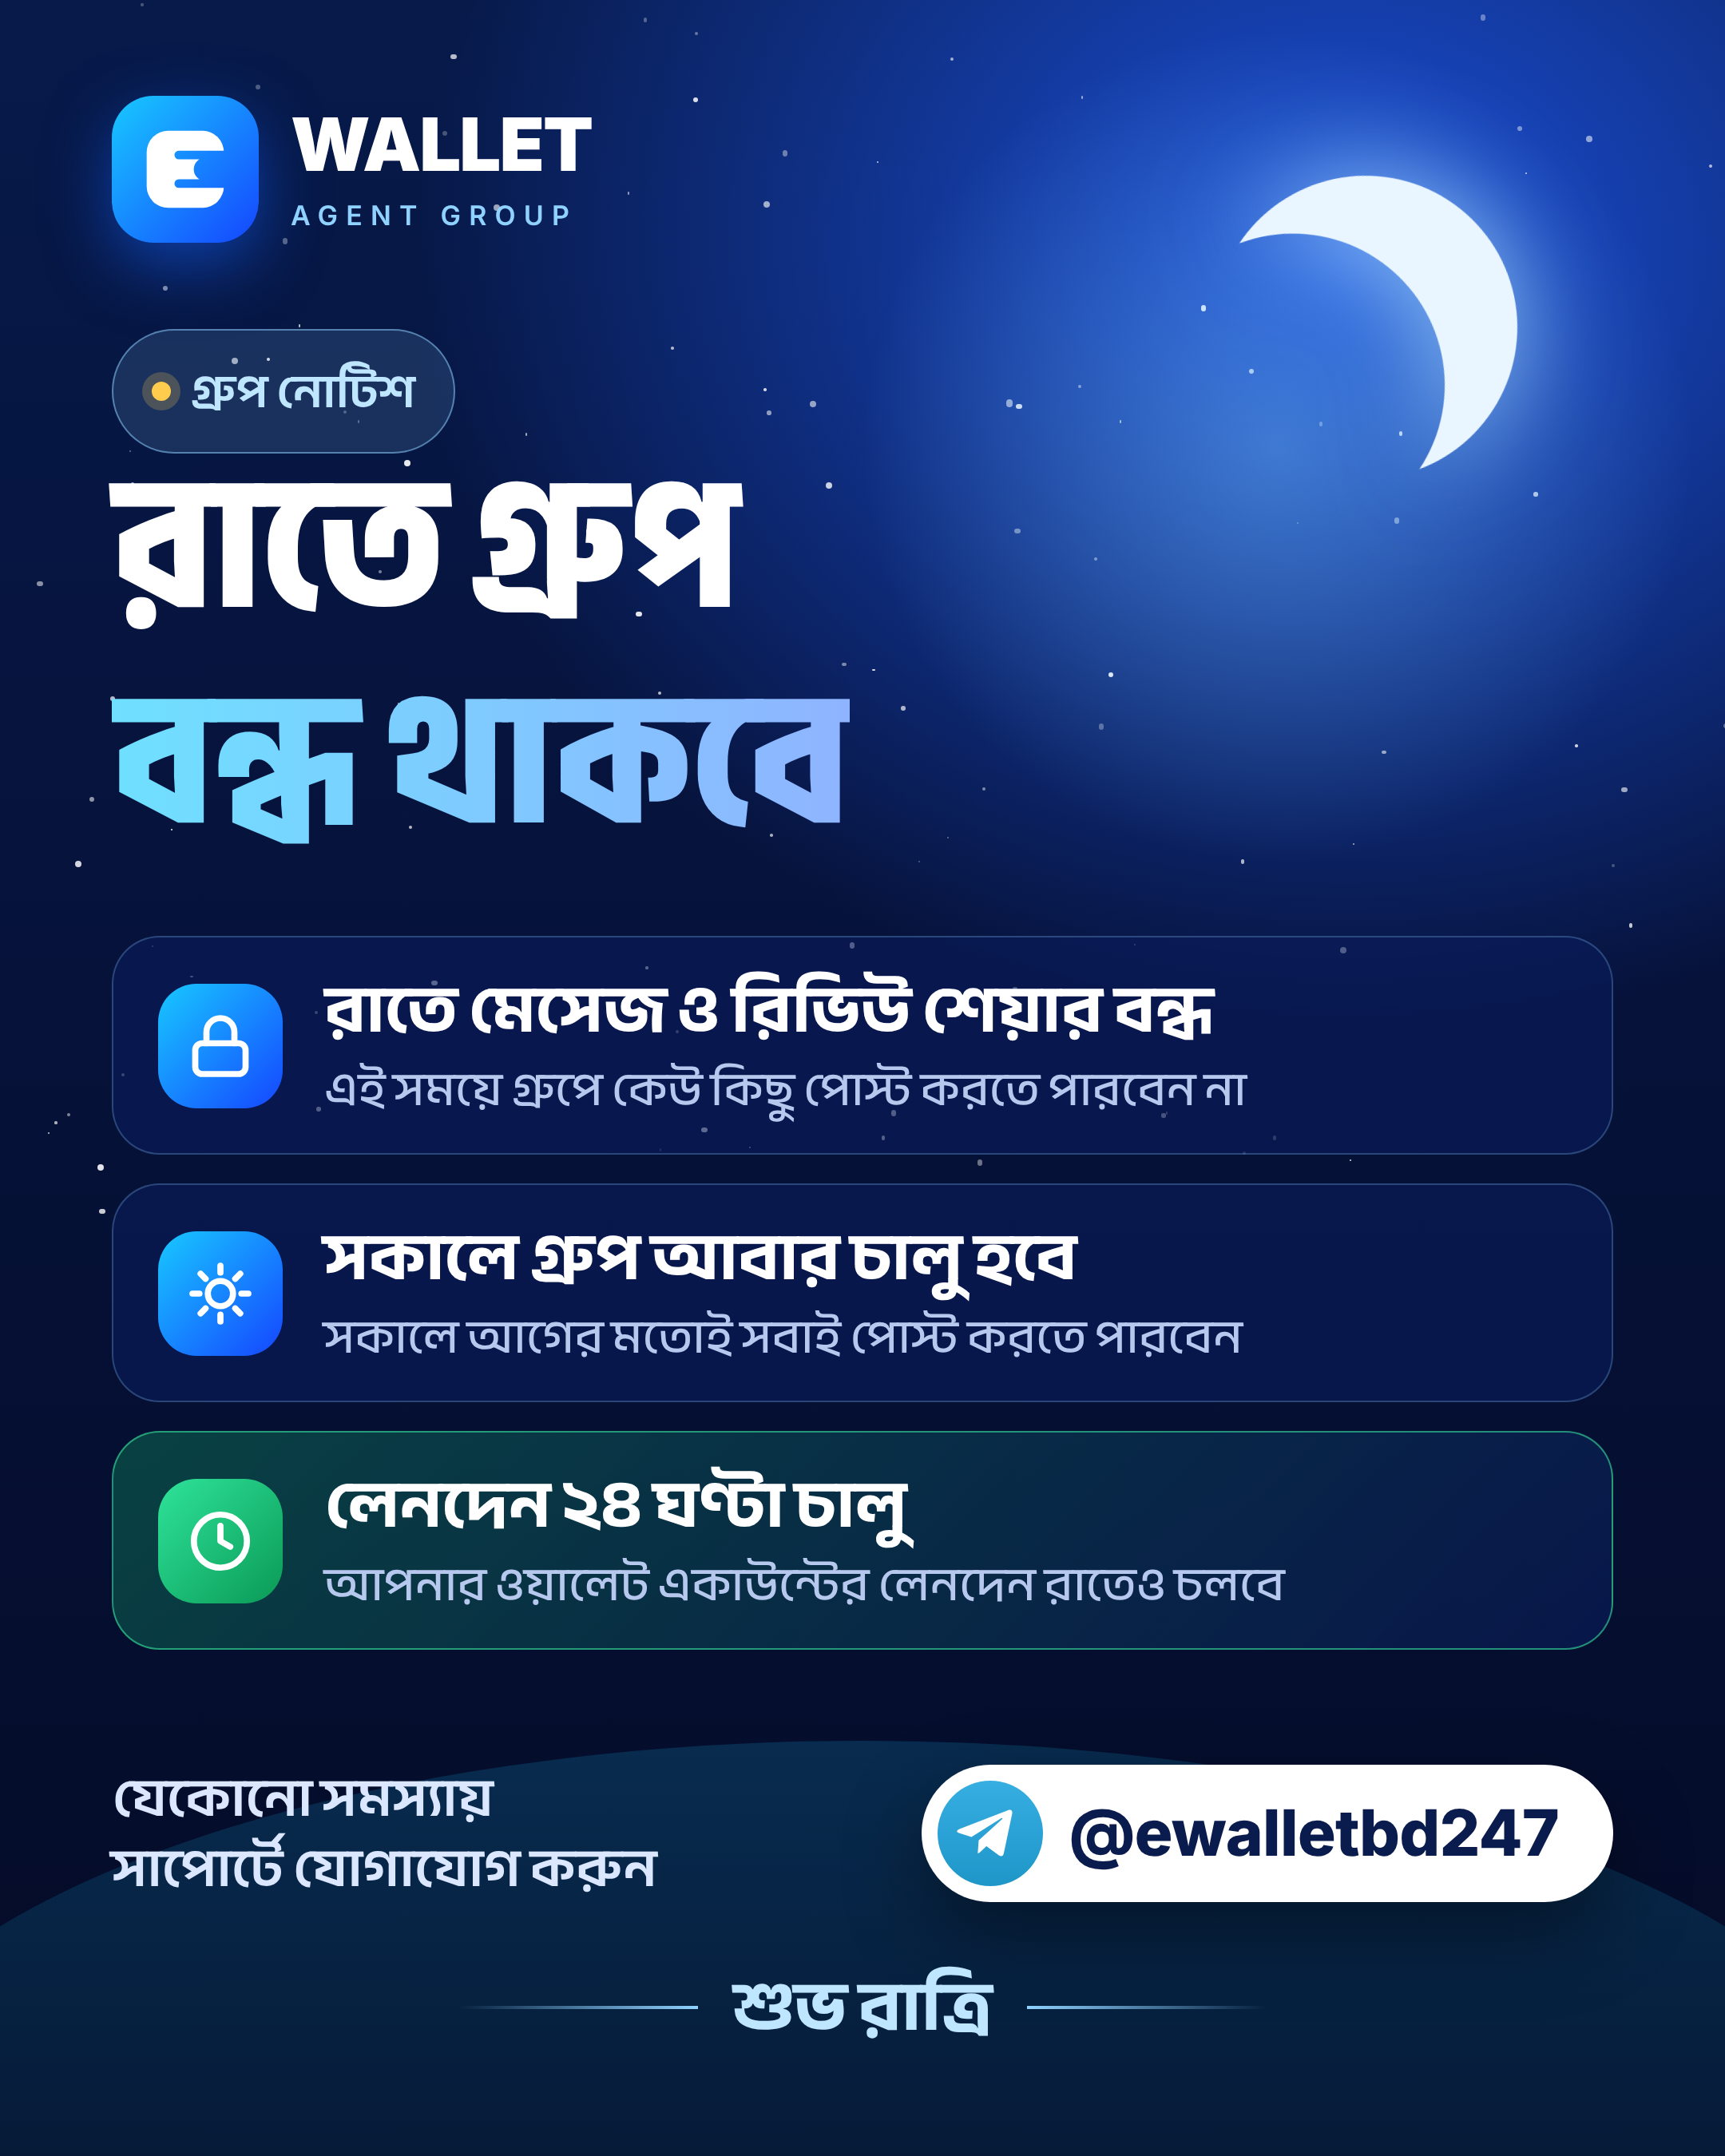 E WALLET
AGENT GROUP
গ্রুপ নোটিশ
রাতে গ্রুপ
বন্ধ থাকবে
রাতে মেসেজ ও রিভিউ শেয়ার বন্ধ
এই সময়ে গ্রুপে কেউ কিছু পোস্ট করতে পারবেন না
সকালে গ্রুপ আবার চালু হবে
সকালে আগের মতোই সবাই পোস্ট করতে পারবেন
লেনদেন ২৪ ঘণ্টা চালু
আপনার ওয়ালেট একাউন্টের লেনদেন রাতেও চলবে
যেকোনো সমস্যায়
সাপোর্টে যোগাযোগ করুন
@ewalletbd247
শুভ রাত্রি